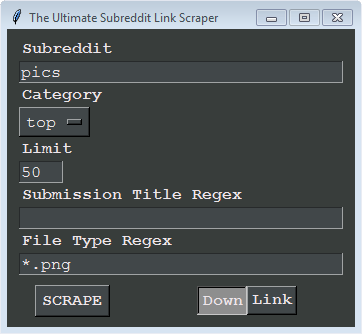 The Ultimate Subreddit Link Scraper
Subreddit
pics
Category
top
Limit
50
Submission Title Regex
File Type Regex
*.png
SCRAPE Down Link